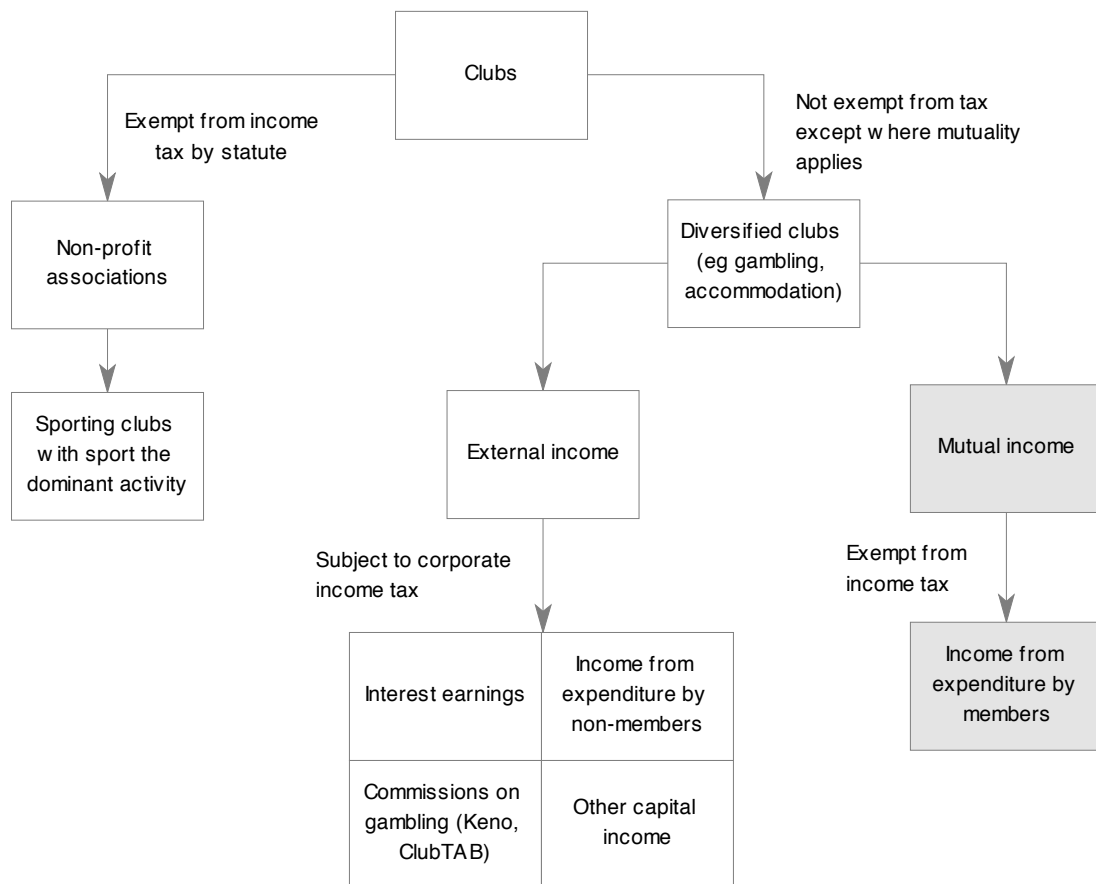 Clubs
Exempt from income
tax by statute
Not exempt from tax
except w here mutuality
applies
Non-profit
associations
Diversified clubs
(eg gambling,
accommodation)
Sporting clubs
w ith sport the
dominant activity
External income
Mutual income
Subject to corporate
income tax
Exempt from
income tax
Interest earnings
Income from
expenditure by
non-members
Income from
expenditure by
members
Commissions on
gambling (Keno,
ClubTAB)
Other capital
income